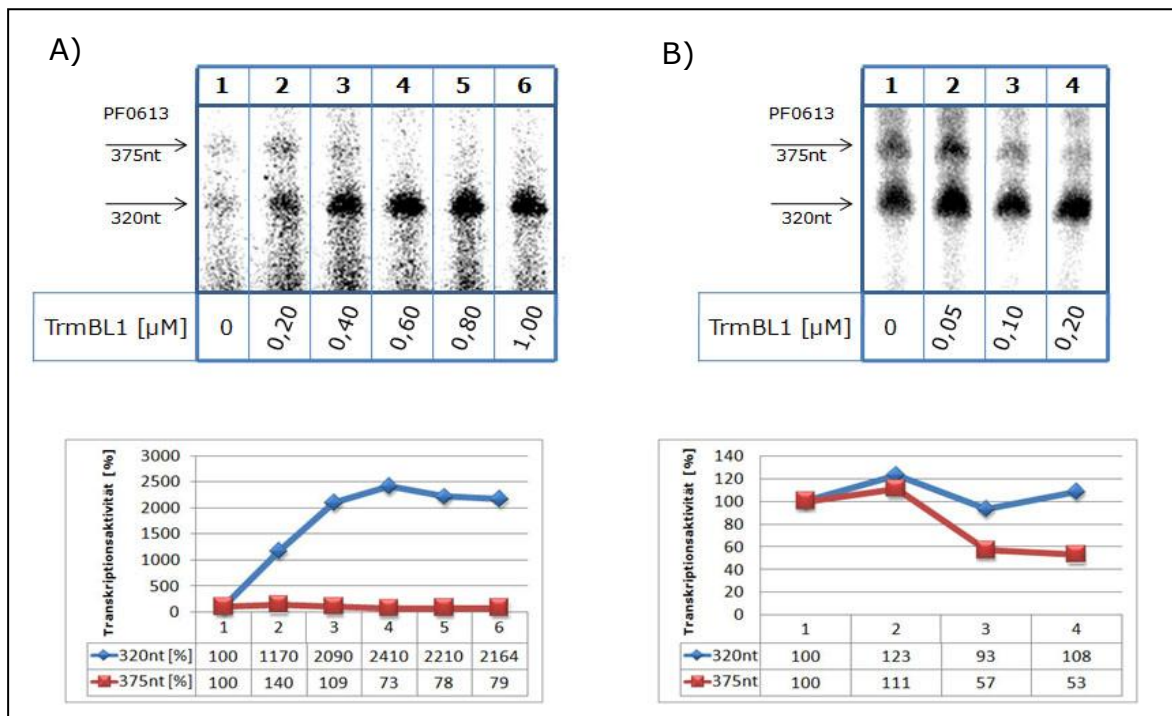 A)
1 2 3 4 5 6
PF0613
375nt
320nt
TrmBL1 [µM] 0 0,20 0,40 0,60 0,80 1,00
Transkriptionsaktivität [%]
3000
2500
2000
1500
1000
500
0
1 2 3 4 5 6
320nt [%] 100 1170 2090 2410 2210 2164
375nt [%] 100 140 109 73 78 79
B)
1 2 3 4
PF0613
375nt
320nt
TrmBL1 [µM] 0 0,05 0,10 0,20
Transkriptionsaktivität [%]
140
120
100
80
60
40
20
0
1 2 3 4
320nt 100 123 93 108
375nt 100 111 57 53